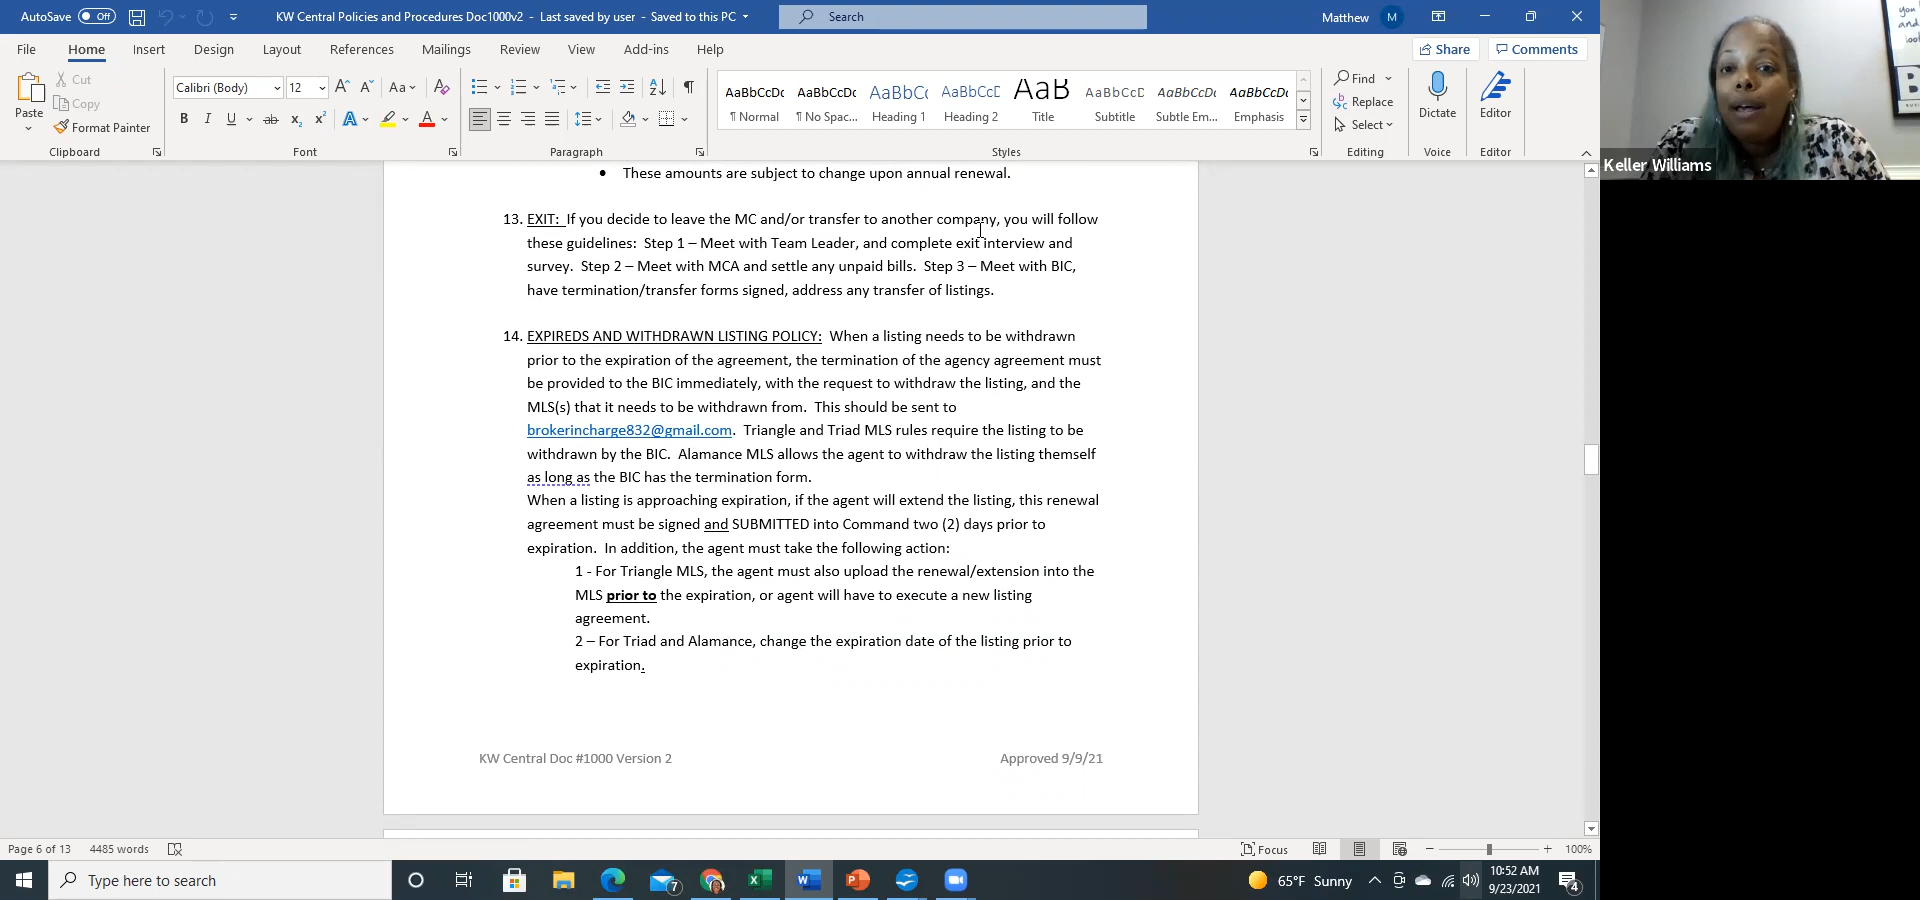 AutoSave Off KW Central Policies and Procedures Doc1000v2 - Last saved by user - Saved to this PC Search Matthew M
File Home Insert Design Layout References Mailings Review View Add-ins Help Share Comments
Paste
Cut
Copy
Format Painter
Clipboard
Calibri (Body) 12
Font
Paragraph
AaBbCcDc AaBbCcDc AaBbCc AaBbCcD AaB AaBbCcD AaBbCcDc AaBbCcDc
¶ Normal ¶ No Spac... Heading 1 Heading 2 Title Subtitle Subtle Em... Emphasis
Styles
Find
Replace
Select
Editing
Dictate
Voice
Editor
Editor
you
and
loo
B
Keller Williams
• These amounts are subject to change upon annual renewal.
13. EXIT: If you decide to leave the MC and/or transfer to another company, you will follow
these guidelines: Step 1 – Meet with Team Leader, and complete exit interview and
survey. Step 2 – Meet with MCA and settle any unpaid bills. Step 3 – Meet with BIC,
have termination/transfer forms signed, address any transfer of listings.
14. EXPIREDS AND WITHDRAWN LISTING POLICY: When a listing needs to be withdrawn
prior to the expiration of the agreement, the termination of the agency agreement must
be provided to the BIC immediately, with the request to withdraw the listing, and the
MLS(s) that it needs to be withdrawn from. This should be sent to
brokerincharge832@gmail.com. Triangle and Triad MLS rules require the listing to be
withdrawn by the BIC. Alamance MLS allows the agent to withdraw the listing themself
as long as the BIC has the termination form.
When a listing is approaching expiration, if the agent will extend the listing, this renewal
agreement must be signed and SUBMITTED into Command two (2) days prior to
expiration. In addition, the agent must take the following action:
1 - For Triangle MLS, the agent must also upload the renewal/extension into the
MLS prior to the expiration, or agent will have to execute a new listing
agreement.
2 – For Triad and Alamance, change the expiration date of the listing prior to
expiration.
KW Central Doc #1000 Version 2 Approved 9/9/21
Page 6 of 13 4485 words Focus 100%
Type here to search 7 65°F Sunny 10:52 AM
9/23/2021 4